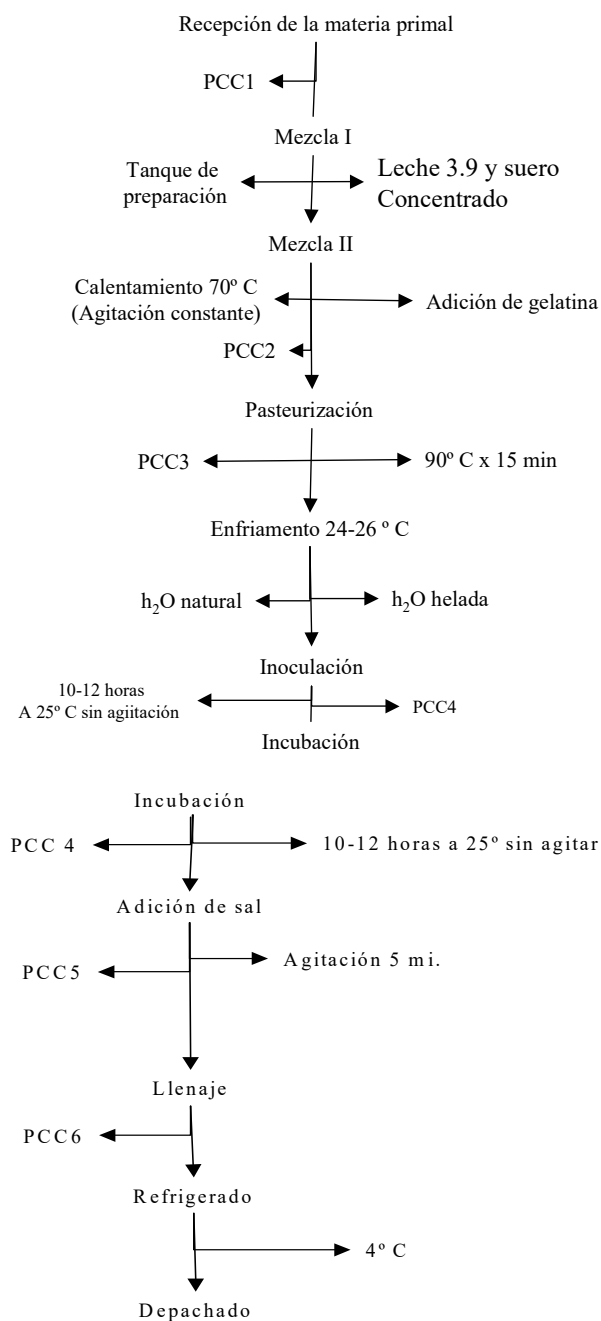 Recepción de la materia primal
PCC1
Mezcla I
Tanque de
preparación
Leche 3.9 y suero
Concentrado
Mezcla II
Calentamiento 70º C
(Agitación constante)
Adición de gelatina
PCC2
Pasteurización
PCC3
90º C x 15 min
Enfriamento 24-26 º C
h₂O natural
h₂O helada
Inoculación
10-12 horas
A 25º C sin agiitación
PCC4
Incubación
Incubación
PCC 4
10-12 horas a 25º sin agitar
Adición de sal
Agitación 5 mi.
PCC5
Llenaje
PCC6
Refrigerado
4º C
Depachado